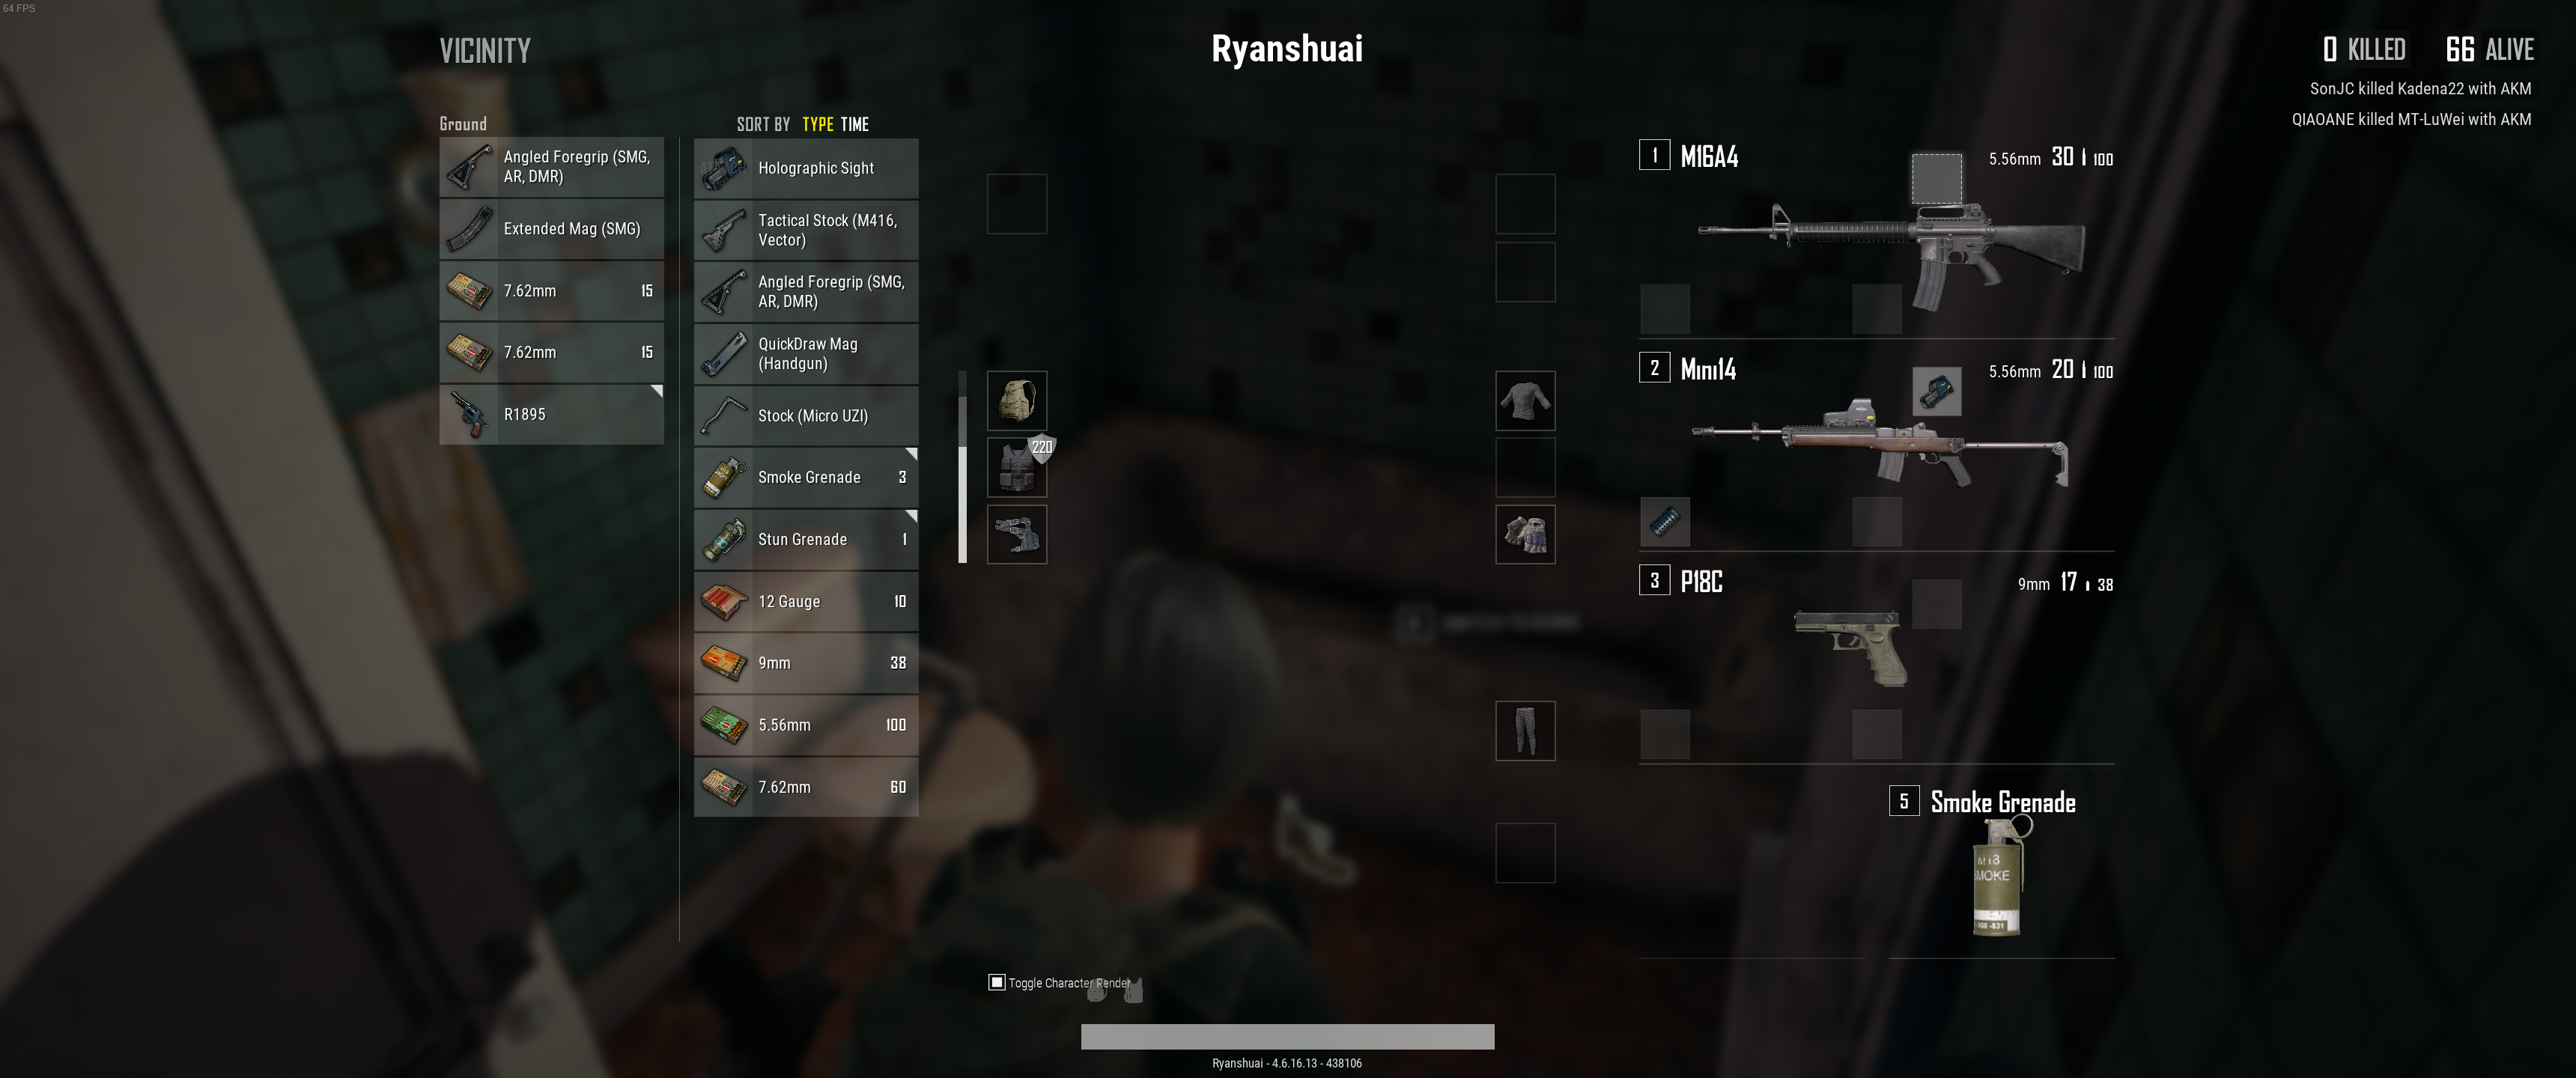 64 FPS
VICINITY
Ryanshuai
0 KILLED 66 ALIVE
SonJC killed Kadena22 with AKM
QIAOANE killed MT-LuWei with AKM
Ground
Angled Foregrip (SMG,
AR, DMR)
Extended Mag (SMG)
7.62mm 15
7.62mm 15
R1895
SORT BY TYPE TIME
Holographic Sight
Tactical Stock (M416,
Vector)
Angled Foregrip (SMG,
AR, DMR)
QuickDraw Mag
(Handgun)
Stock (Micro UZI)
Smoke Grenade 3
Stun Grenade 1
12 Gauge 10
9mm 38
5.56mm 100
7.62mm 60
220
1 M16A4 5.56mm 30 100
2 Mini14 5.56mm 20 100
3 P18C 9mm 17 38
5 Smoke Grenade
M18
SMOKE
Toggle Character Render
Ryanshuai - 4.6.16.13 - 438106